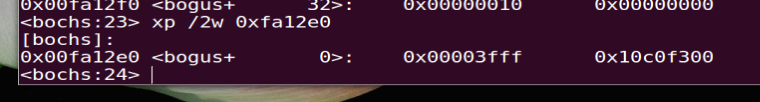 0x00fa12f0 <bogus+      32>:    0x00000010      0x00000000
<bochs:23> xp /2w 0xfa12e0
[bochs]:
0x00fa12e0 <bogus+       0>:    0x00003fff      0x10c0f300
<bochs:24>